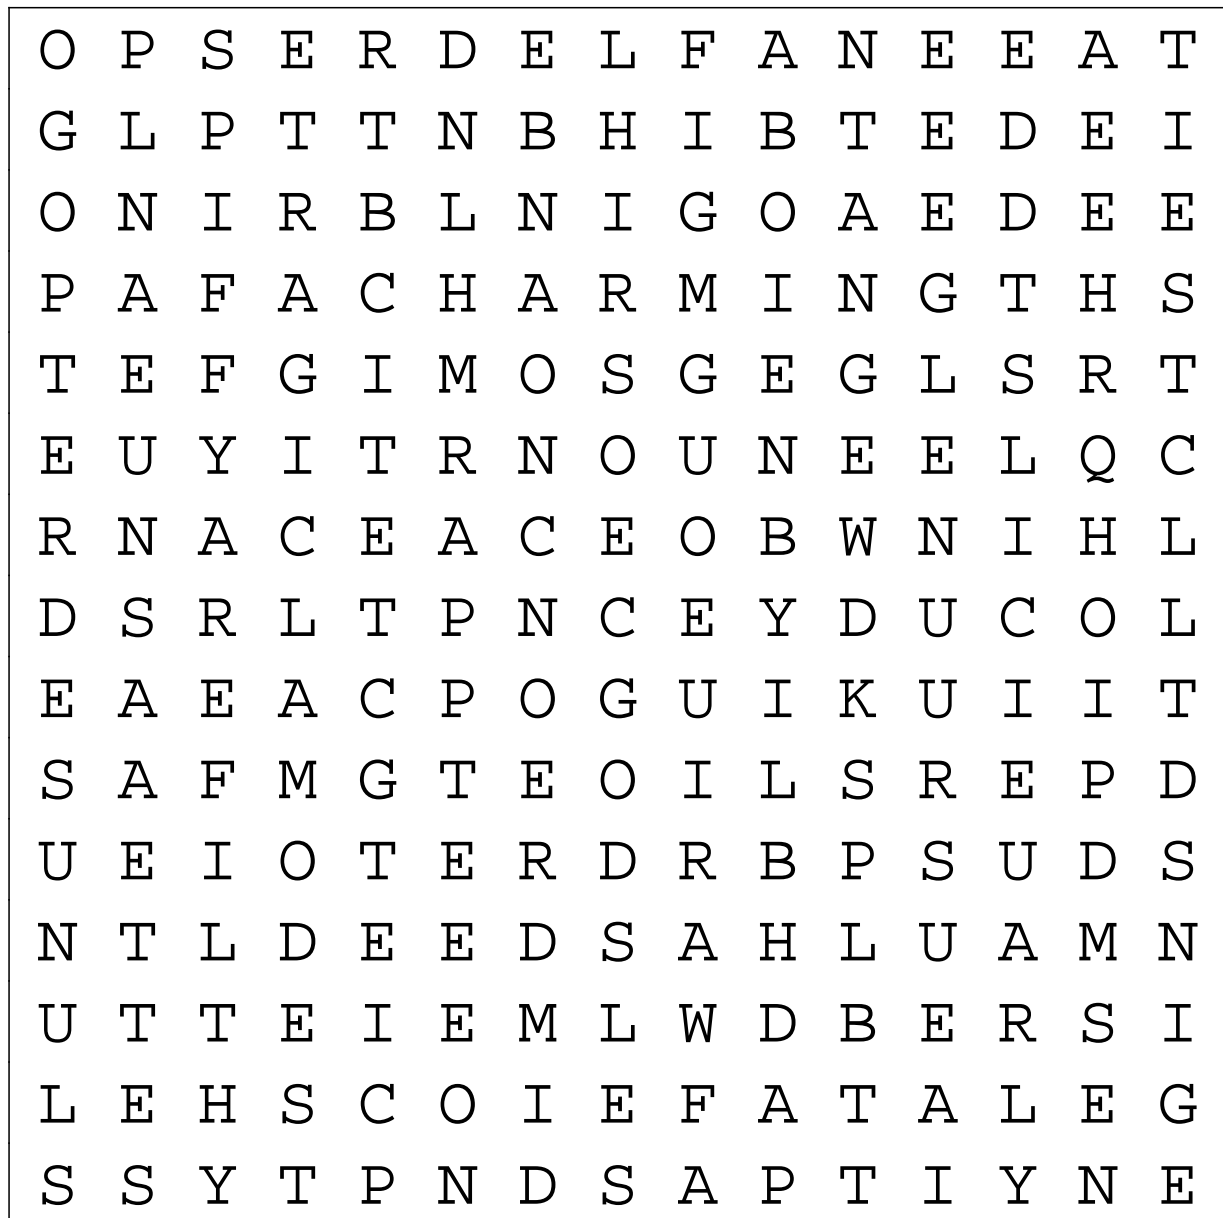 O P S E R D E L F A N E E A T
G L P T T N B H I B T E D E I
O N I R B L N I G O A E D E E
P A F A C H A R M I N G T H S
T E F G I M O S G E G L S R T
E U Y I T R N O U N E E L Q C
R N A C E A C E O B W N I H L
D S R L T P N C E Y D U C O L
E A E A C P O G U I K U I I T
S A F M G T E O I L S R E P D
U E I O T E R D R B P S U D S
N T L D E E D S A H L U A M N
U T T E I E M L W D B E R S I
L E H S C O I E F A T A L E G
S S Y T P N D S A P T I Y N E